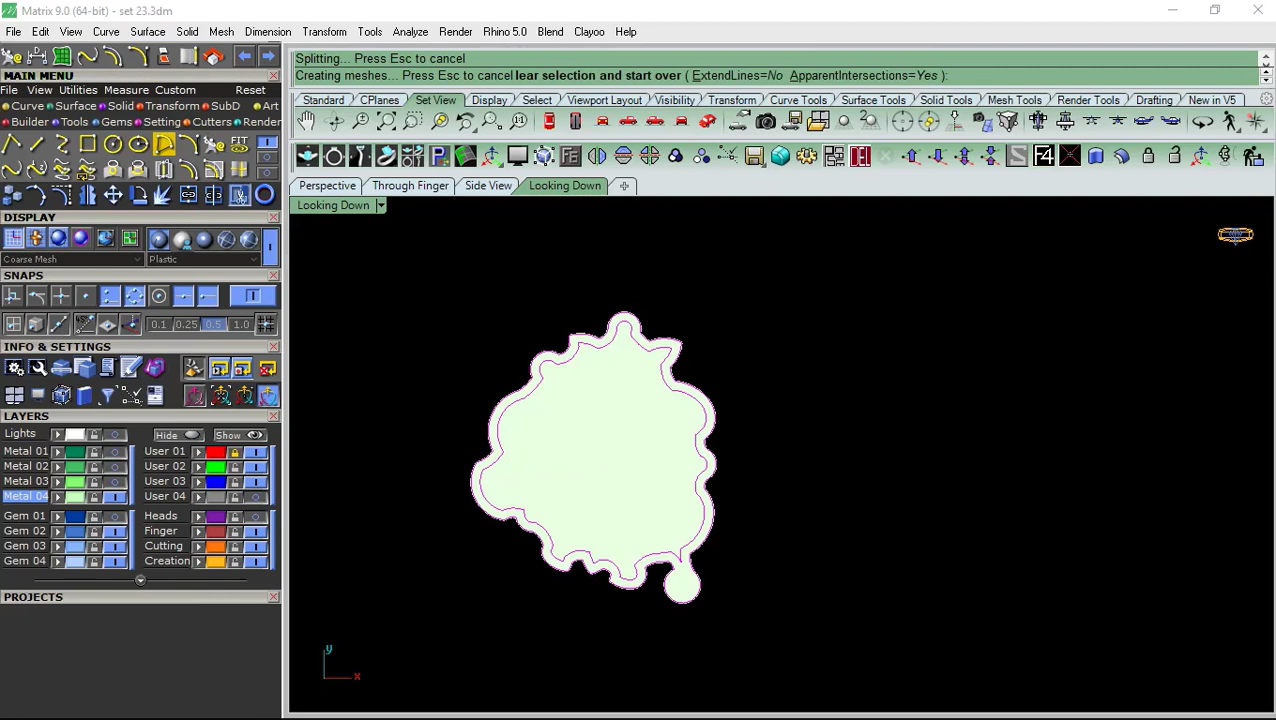 Matrix 9.0 (64-bit) - set 23.3dm
File Edit View Curve Surface Solid Mesh Dimension Transform Tools Analyze Render Rhino 5.0 Blend Clayoo Help
Splitting... Press Esc to cancel
Creating meshes... Press Esc to cancel lear selection and start over ( ExtendLines=No ApparentIntersections=Yes ):
MAIN MENU
File View Utilities Measure Custom Reset
Curve Surface Solid Transform SubD Art
Builder Tools Gems Setting Cutters Render
Standard CPlanes Set View Display Select Viewport Layout Visibility Transform Curve Tools Surface Tools Solid Tools Mesh Tools Render Tools Drafting New in V5
Perspective Through Finger Side View Looking Down
Looking Down
DISPLAY
Coarse Mesh Plastic
SNAPS
0.1 0.25 0.5 1.0
INFO & SETTINGS
LAYERS
Lights Hide Show
Metal 01 User 01
Metal 02 User 02
Metal 03 User 03
Metal 04 User 04
Gem 01 Heads
Gem 02 Finger
Gem 03 Cutting
Gem 04 Creation
PROJECTS
y
x